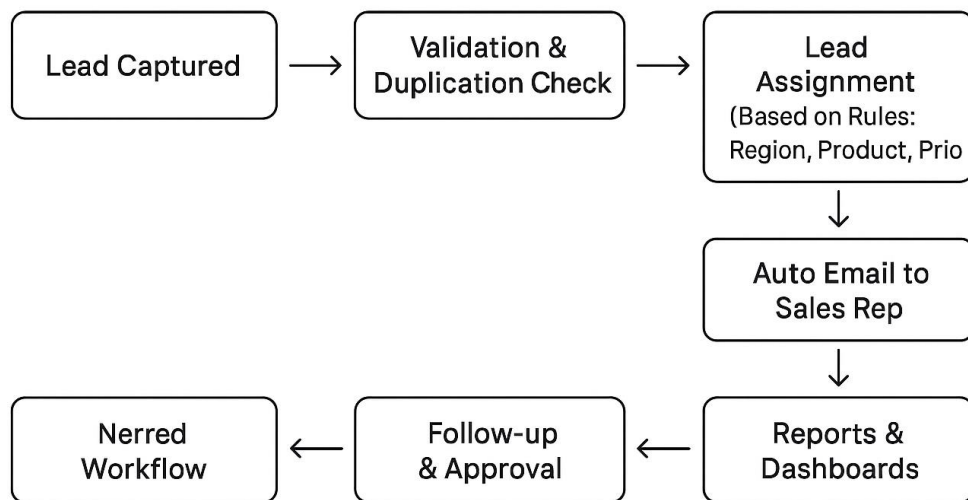 Lead Captured
Validation &
Duplication Check
Lead
Assignment
(Based on Rules:
Region, Product, Prio
Auto Email to
Sales Rep
Nerred
Workflow
Follow-up
& Approval
Reports &
Dashboards